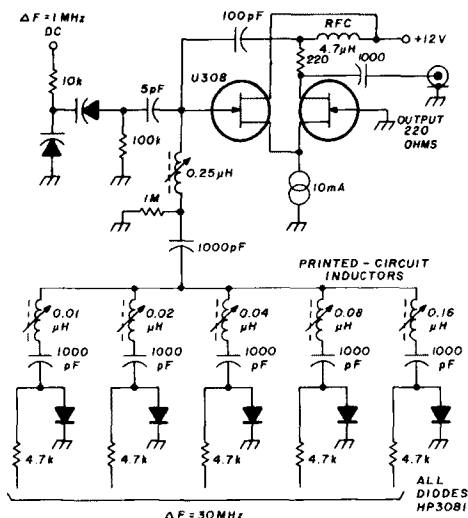 ΔF = 1 MHz
DC
10k
5pF
100k
100pF
RFC
4.7μH
+12V
220
1000
U308
OUTPUT
220
OHMS
0.25μH
10mA
1M
1000pF
PRINTED-CIRCUIT
INDUCTORS
0.01
μH
0.02
μH
0.04
μH
0.08
μH
0.16
μH
1000
pF
1000
pF
1000
pF
1000
pF
1000
pF
4.7k
4.7k
4.7k
4.7k
4.7k
ALL
DIODES
HP3081
ΔF = 30MHz